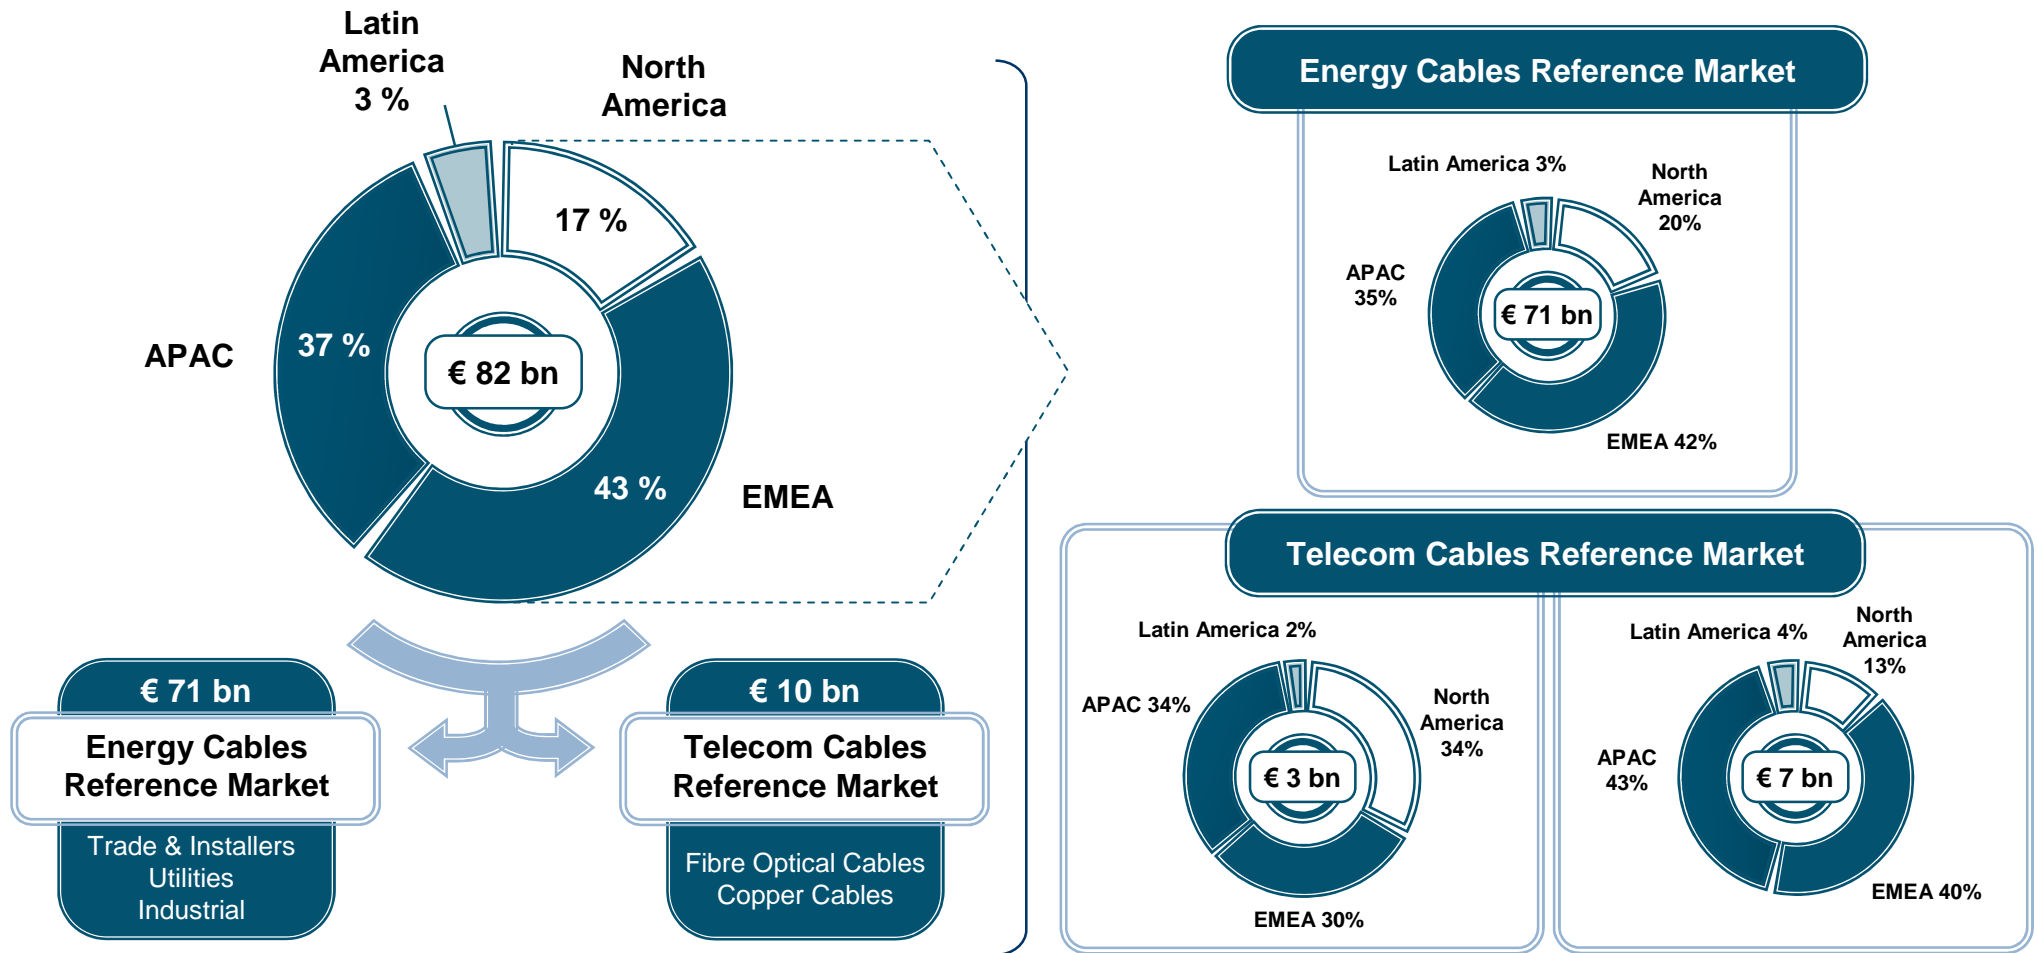 Latin
America
3 %
North
America
17 %
APAC
37 %
€ 82 bn
43 %
EMEA
€ 71 bn
Energy Cables
Reference Market
Trade & Installers
Utilities
Industrial
€ 10 bn
Telecom Cables
Reference Market
Fibre Optical Cables
Copper Cables
Energy Cables Reference Market
Latin America 3%
North
America
20%
APAC
35%
€ 71 bn
EMEA 42%
Telecom Cables Reference Market
Latin America 2%
APAC 34%
North
America
34%
€ 3 bn
EMEA 30%
Latin America 4%
North
America
13%
APAC
43%
€ 7 bn
EMEA 40%